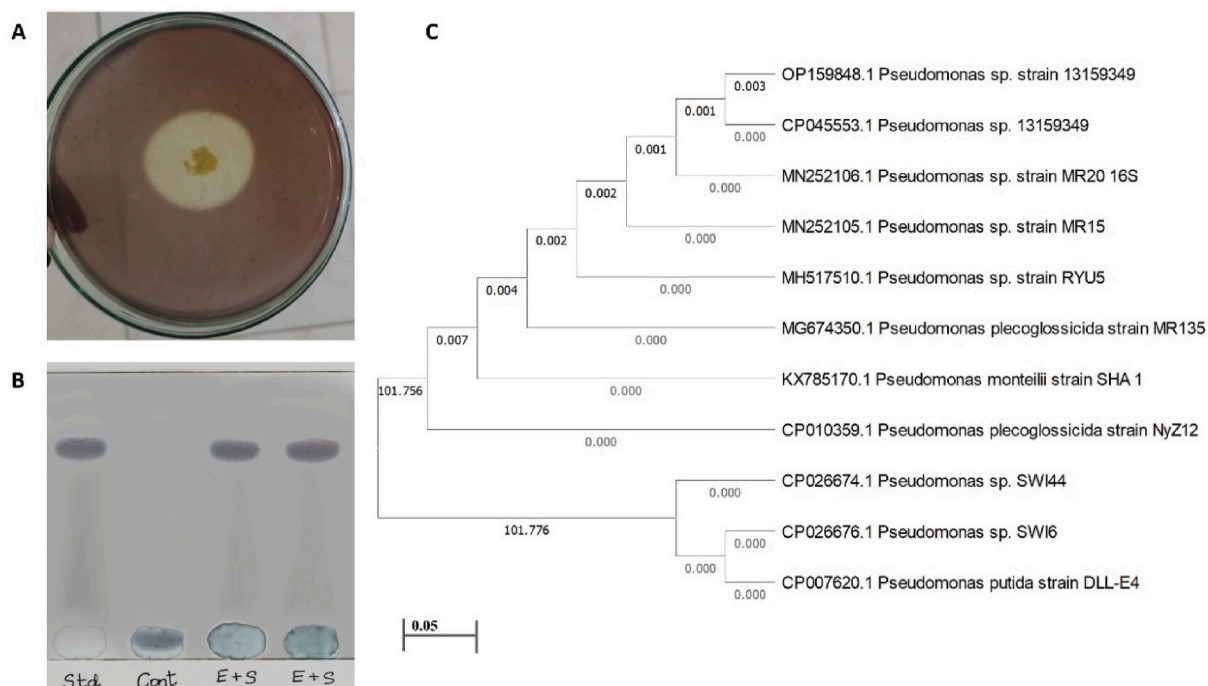 A
C
OP159848.1 Pseudomonas sp. strain 13159349
0.003
0.001
CP045553.1 Pseudomonas sp. 13159349
0.000
0.001
MN252106.1 Pseudomonas sp. strain MR20 16S
0.000
0.002
MN252105.1 Pseudomonas sp. strain MR15
0.000
0.002
MH517510.1 Pseudomonas sp. strain RYU5
0.000
0.004
MG674350.1 Pseudomonas plecoglossicida strain MR135
0.000
0.007
KX785170.1 Pseudomonas monteilii strain SHA 1
0.000
101.756
CP010359.1 Pseudomonas plecoglossicida strain NyZ12
0.000
CP026674.1 Pseudomonas sp. SWI44
0.000
101.776
CP026676.1 Pseudomonas sp. SWI6
0.000
0.000
CP007620.1 Pseudomonas putida strain DLL-E4
0.000
0.05
B
Std Cont E+S E+S